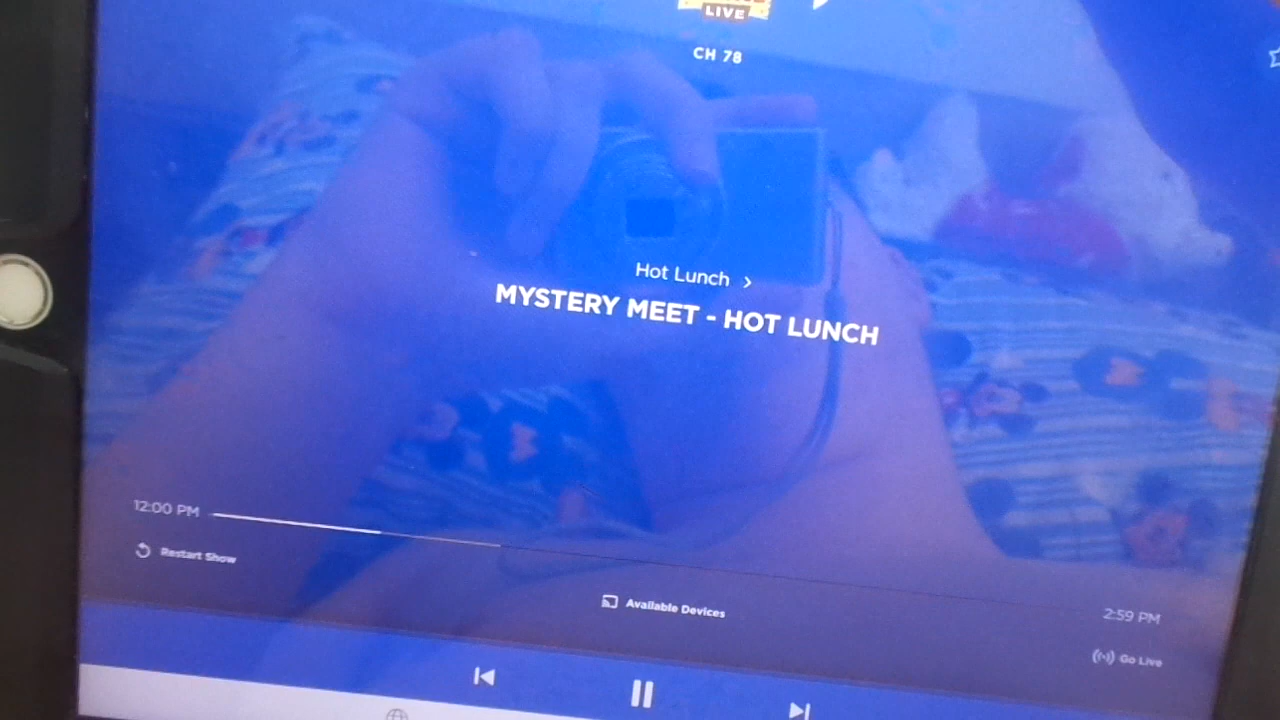 LIVE
CH 78
Hot Lunch >
MYSTERY MEET - HOT LUNCH
12:00 PM
Restart Show
Available Devices
2:59 PM
Go Live